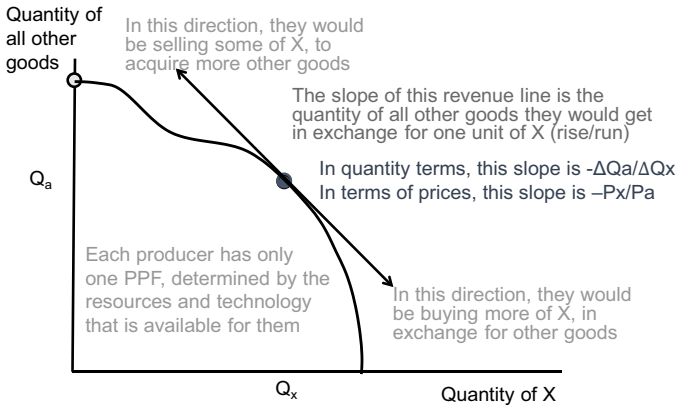 Quantity of
all other
goods
In this direction, they would
be selling some of X, to
acquire more other goods
The slope of this revenue line is the
quantity of all other goods they would get
in exchange for one unit of X (rise/run)
In quantity terms, this slope is -ΔQa/ΔQx
In terms of prices, this slope is –Px/Pa
Qa
Each producer has only
one PPF, determined by the
resources and technology
that is available for them
In this direction, they would
be buying more of X, in
exchange for other goods
Qx
Quantity of X